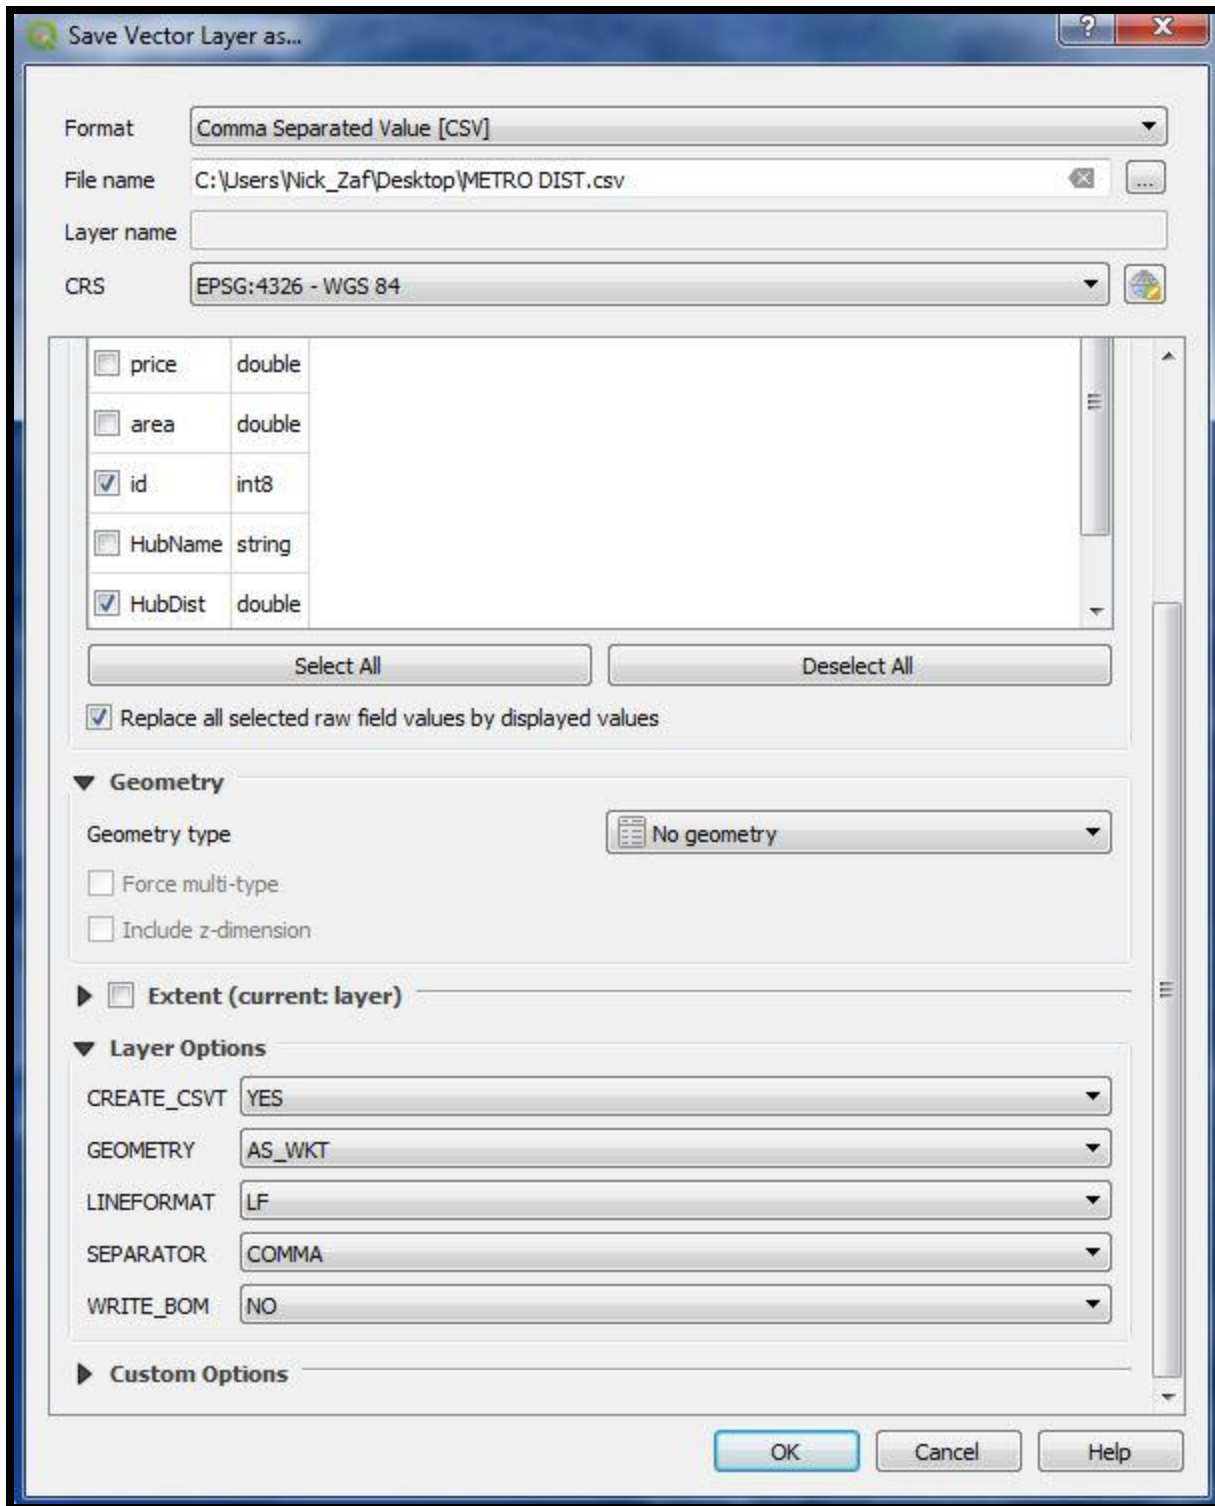 Save Vector Layer as...
?
X
Format Comma Separated Value [CSV]
File name C:\Users\Nick_Zaf\Desktop\METRO DIST.csv ...
Layer name
CRS EPSG:4326 - WGS 84
price double
area double
id int8
HubName string
HubDist double
Select All Deselect All
Replace all selected raw field values by displayed values
Geometry
Geometry type No geometry
Force multi-type
Include z-dimension
Extent (current: layer)
Layer Options
CREATE_CSVT YES
GEOMETRY AS_WKT
LINEFORMAT LF
SEPARATOR COMMA
WRITE_BOM NO
Custom Options
OK Cancel Help